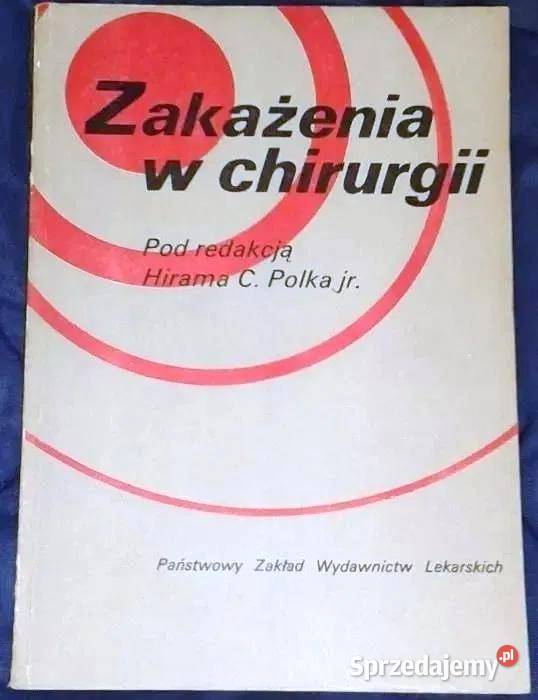 Zakażenia
w chirurgii
Pod redakcją
Hirama C. Polka jr.
Państwowy Zakład Wydawnictw Lekarskich
Sprzedajemy.pl